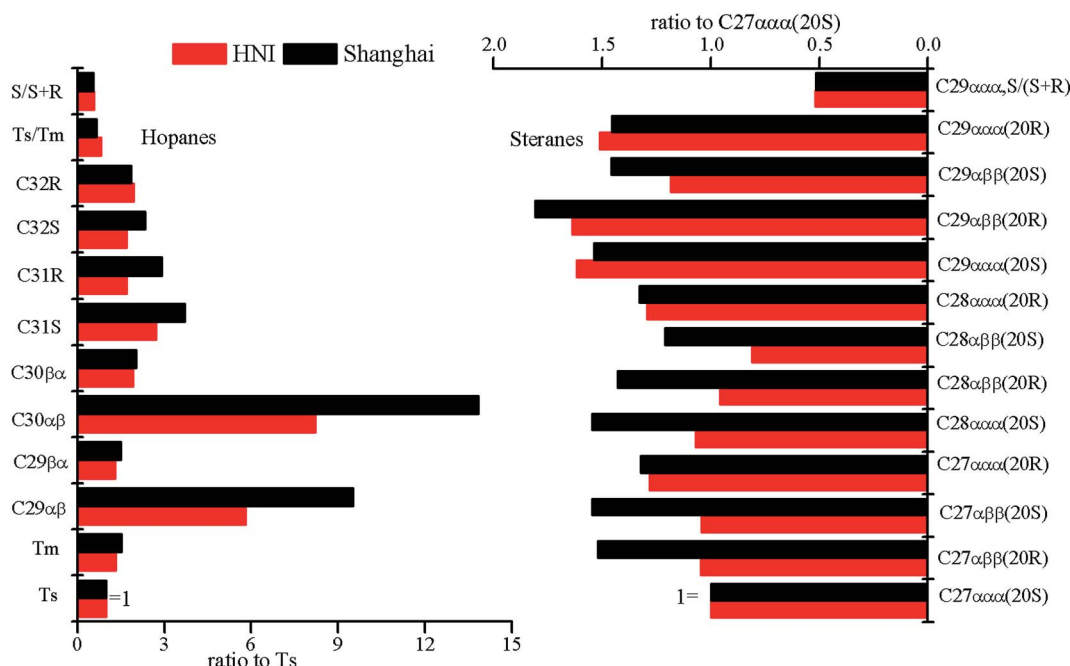 ratio to C27ααα(20S)
2.0 1.5 1.0 0.5 0.0
HNI Shanghai
Hopanes
Steranes
S/S+R
Ts/Tm
C32R
C32S
C31R
C31S
C30βα
C30αβ
C29βα
C29αβ
Tm
Ts
=1
0 3 6 9 12 15
ratio to Ts
C29ααα,S/(S+R)
C29ααα(20R)
C29αββ(20S)
C29αββ(20R)
C29ααα(20S)
C28ααα(20R)
C28αββ(20S)
C28αββ(20R)
C28ααα(20S)
C27ααα(20R)
C27αββ(20S)
C27αββ(20R)
C27ααα(20S)
1=